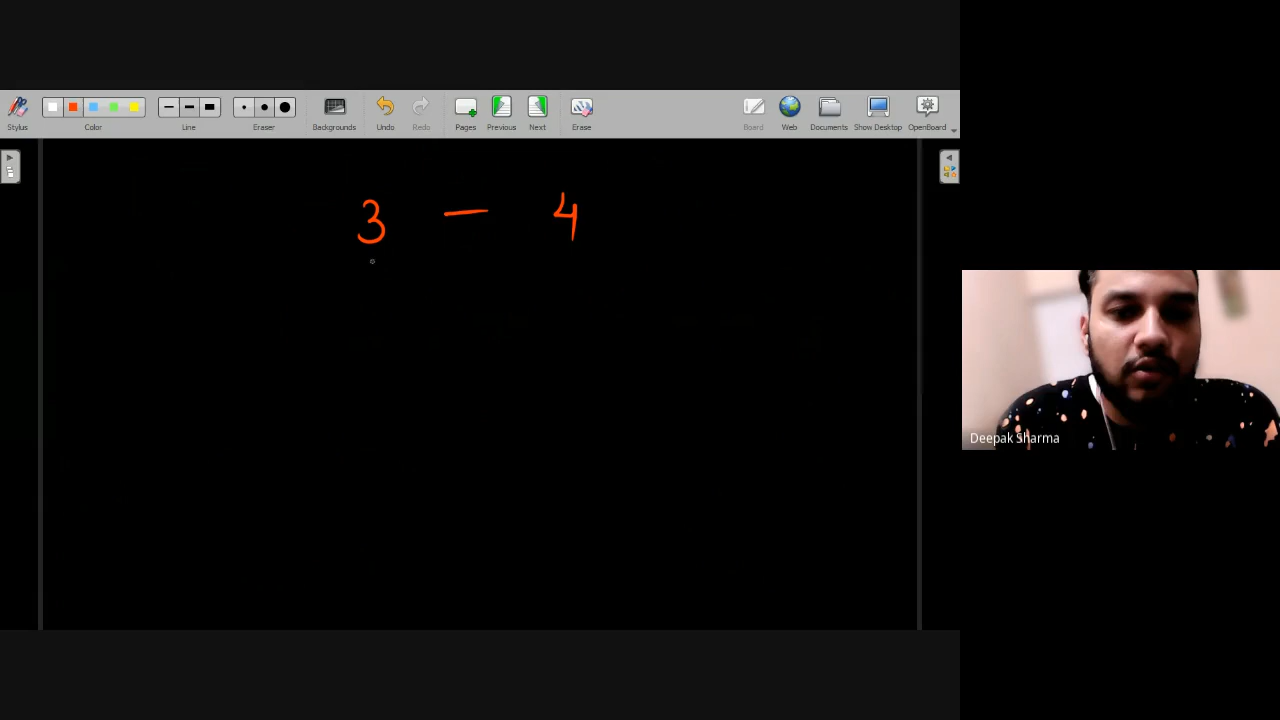 Stylus Color Line Eraser Backgrounds Undo Redo Pages Previous Next Erase Board Web Documents Show Desktop OpenBoard
3 – 4
Deepak Sharma